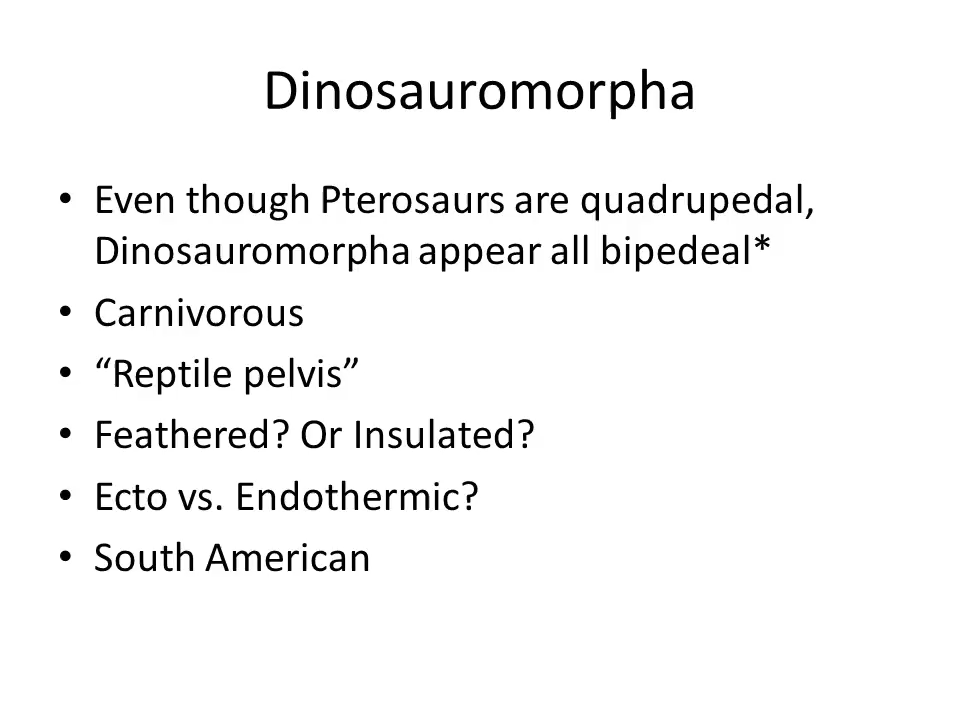 Dinosauromorpha
• Even though Pterosaurs are quadrupedal,
Dinosauromorpha appear all bipedeal*
• Carnivorous
• “Reptile pelvis”
• Feathered? Or Insulated?
• Ecto vs. Endothermic?
• South American